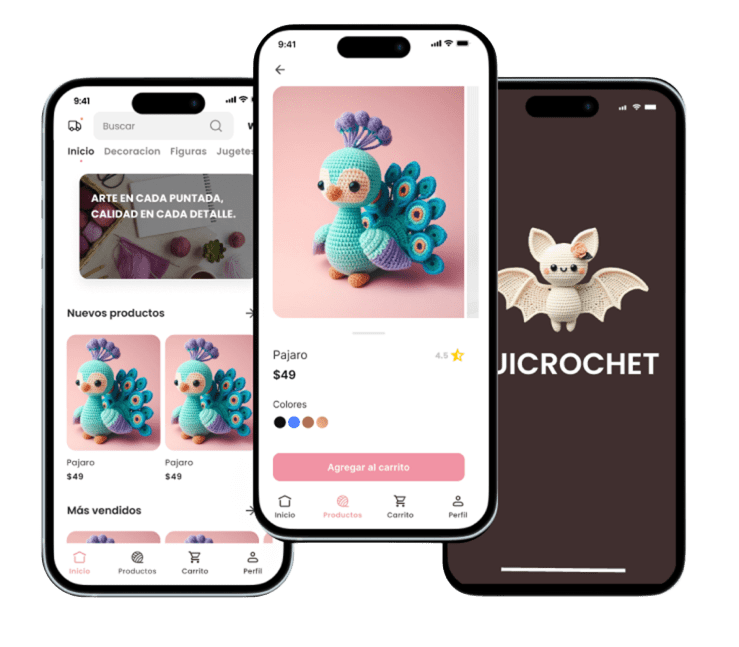 9:41
Buscar
Inicio Decoracion Figuras
ARTE EN CADA PUNTADA,
CALIDAD EN CADA DETALLE.
Nuevos productos
Pajaro
$49
Pajaro
$49
Más vendidos
Inicio Productos Carrito Perfil
9:41
Pajaro
4.5
$49
Colores
Agregar al carrito
Inicio Productos Carrito Perfil